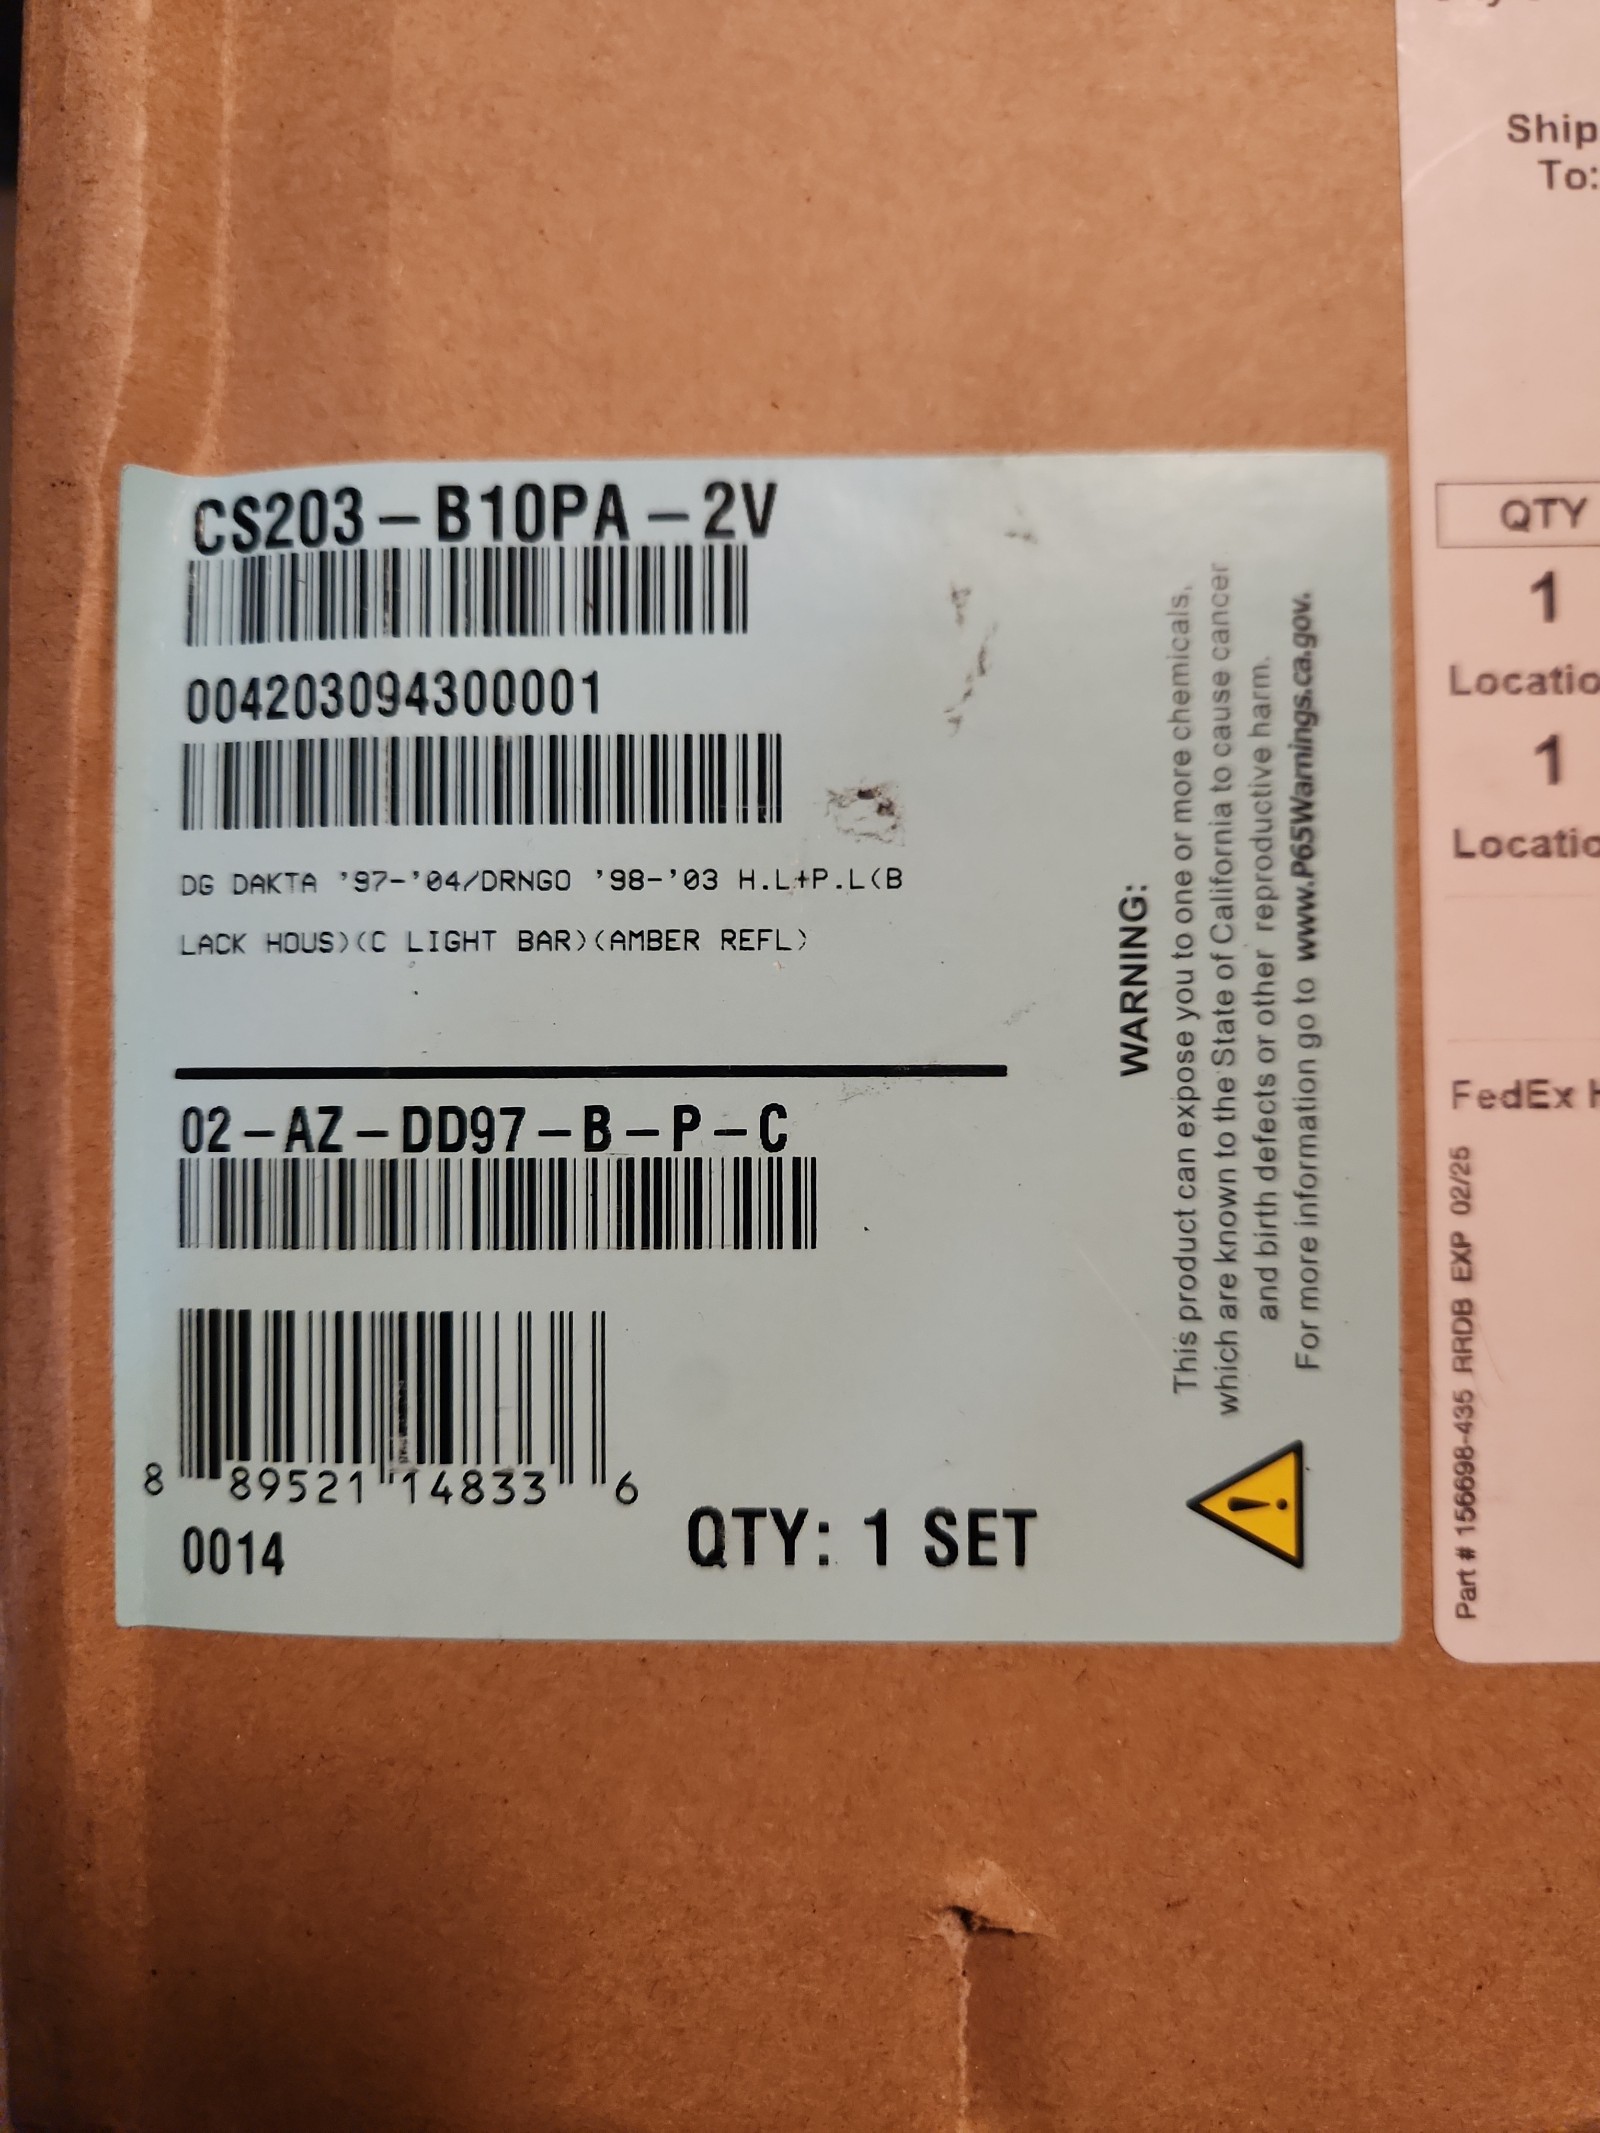 CS203-B10PA-2V
004203094300001
DG DAKTA '97-'04/DRNGO '98-'03 H.L+P.L(B
LACK HOUS)(C LIGHT BAR)(AMBER REFL)
02-AZ-DD97-B-P-C
8 89521 14833 6
0014
QTY: 1 SET
WARNING:
This product can expose you to one or more chemicals,
which are known to the State of California to cause cancer
and birth defects or other reproductive harm.
For more information go to www.P65Warnings.ca.gov.
Ship
To:
QTY
1
Locatio
1
Locatio
FedEx
Part # 156698-435 RRDB EXP 02/25